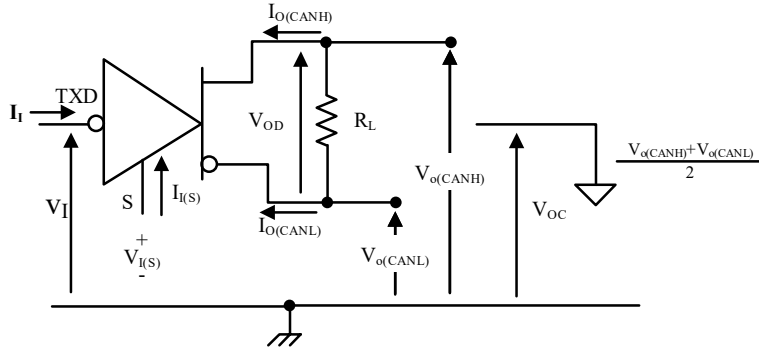 I_O(CANH)
I_I
TXD
V_OD
R_L
V_o(CANH)
V_o(CANH)+V_o(CANL)
2
V_I
S
I_I(S)
V_OC
+
V_I(S)
-
I_O(CANL)
V_o(CANL)